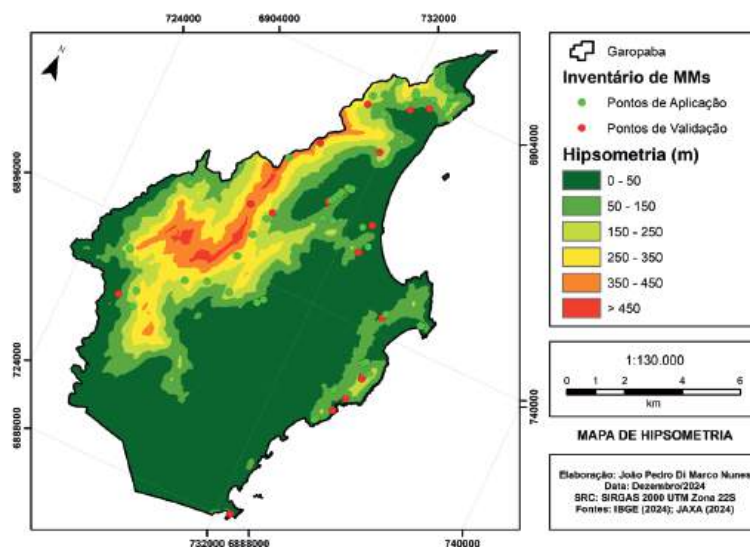 724000
6904000
732000
N
6896000
724000
6888000
6904000
740000
732000
6888000
740000
Garopaba
Inventário de MMs
Pontos de Aplicação
Pontos de Validação
Hipsometria (m)
0 - 50
50 - 150
150 - 250
250 - 350
350 - 450
> 450
1:130.000
0 1 2 4 6
km
MAPA DE HIPSOMETRIA
Elaboração: João Pedro Di Marco Nunes
Data: Dezembro/2024
SRC: SIRGAS 2000 UTM Zona 22S
Fontes: IBGE (2024); JAXA (2024)